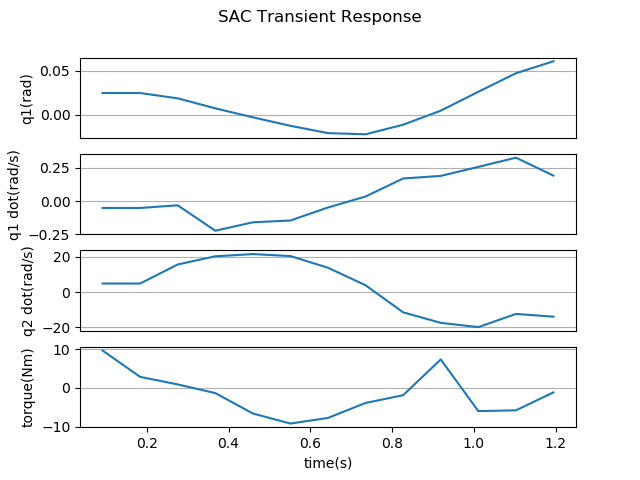 SAC Transient Response
q1(rad)
0.05
0.00
q1 dot(rad/s)
0.25
0.00
−0.25
q2 dot(rad/s)
20
0
−20
torque(Nm)
10
0
−10
0.2 0.4 0.6 0.8 1.0 1.2
time(s)